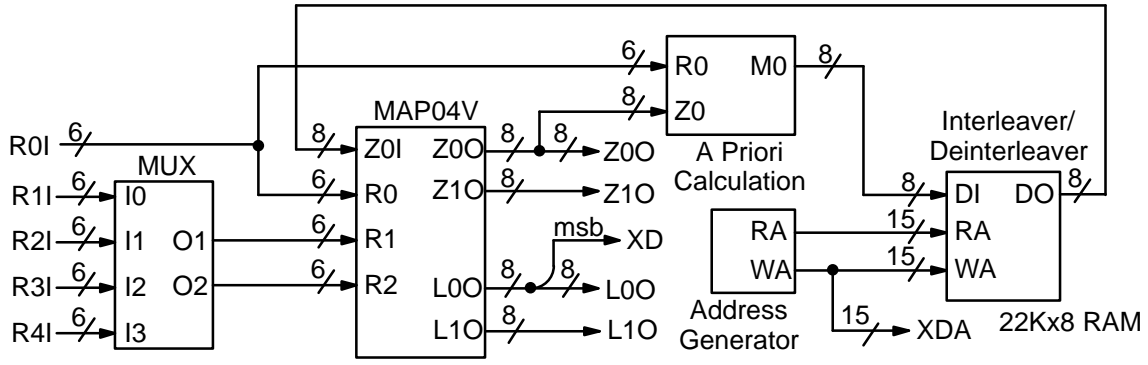 6 R0 M0 8
8 Z0
A Priori
Calculation
MAP04V
R0I 6
8 Z0I Z0O 8 8 Z0O
6 R0 Z1O 8 Z1O
6 R1
6 R2
msb XD
L0O 8 8 L0O
L1O 8 L1O
MUX
R1I 6 I0
R2I 6 I1 O1
R3I 6 I2 O2
R4I 6 I3
Interleaver/
Deinterleaver
8 DI DO 8
RA 15 RA
WA 15 WA
Address
Generator
15 XDA
22Kx8 RAM